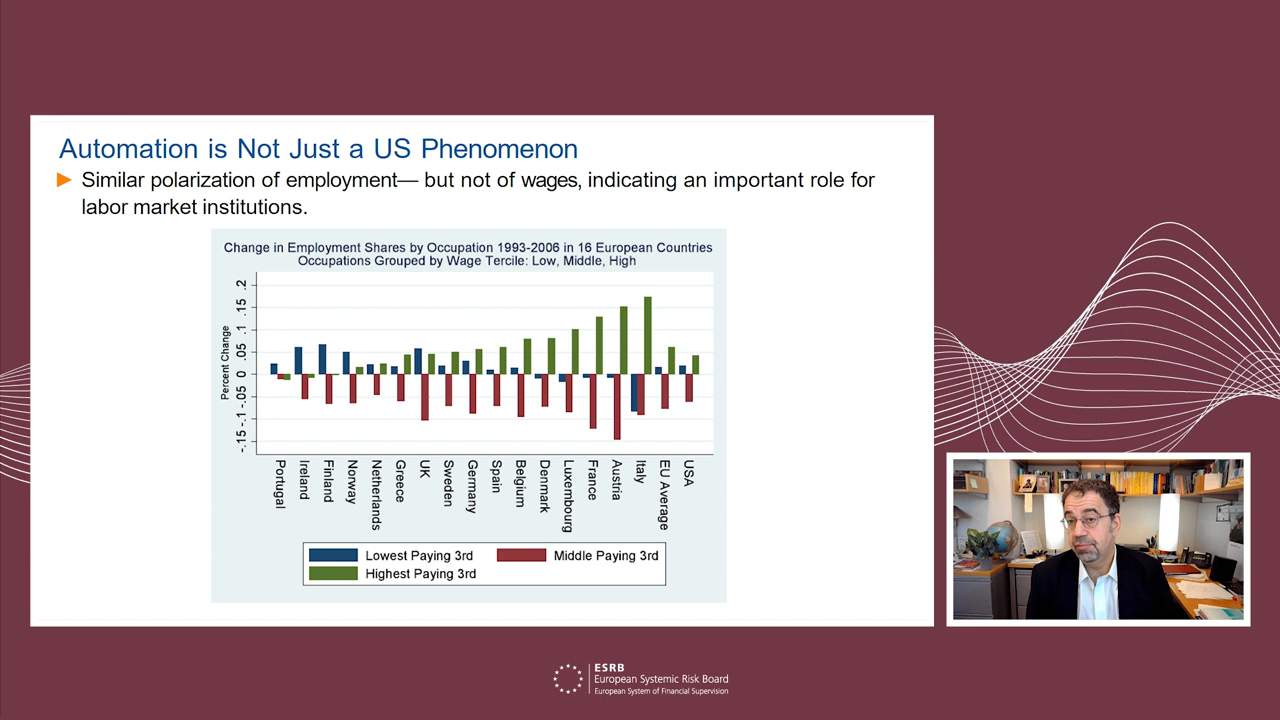 Automation is Not Just a US Phenomenon
Similar polarization of employment— but not of wages, indicating an important role for
labor market institutions.
Change in Employment Shares by Occupation 1993-2006 in 16 European Countries
Occupations Grouped by Wage Tercile: Low, Middle, High
Percent Change
.2
.15
.1
.05
0
-.05
-.1
-.15
Portugal
Ireland
Finland
Norway
Netherlands
Greece
UK
Sweden
Germany
Spain
Belgium
Denmark
Luxembourg
France
Austria
Italy
EU Average
USA
Lowest Paying 3rd
Middle Paying 3rd
Highest Paying 3rd
ESRB
European Systemic Risk Board
European System of Financial Supervision